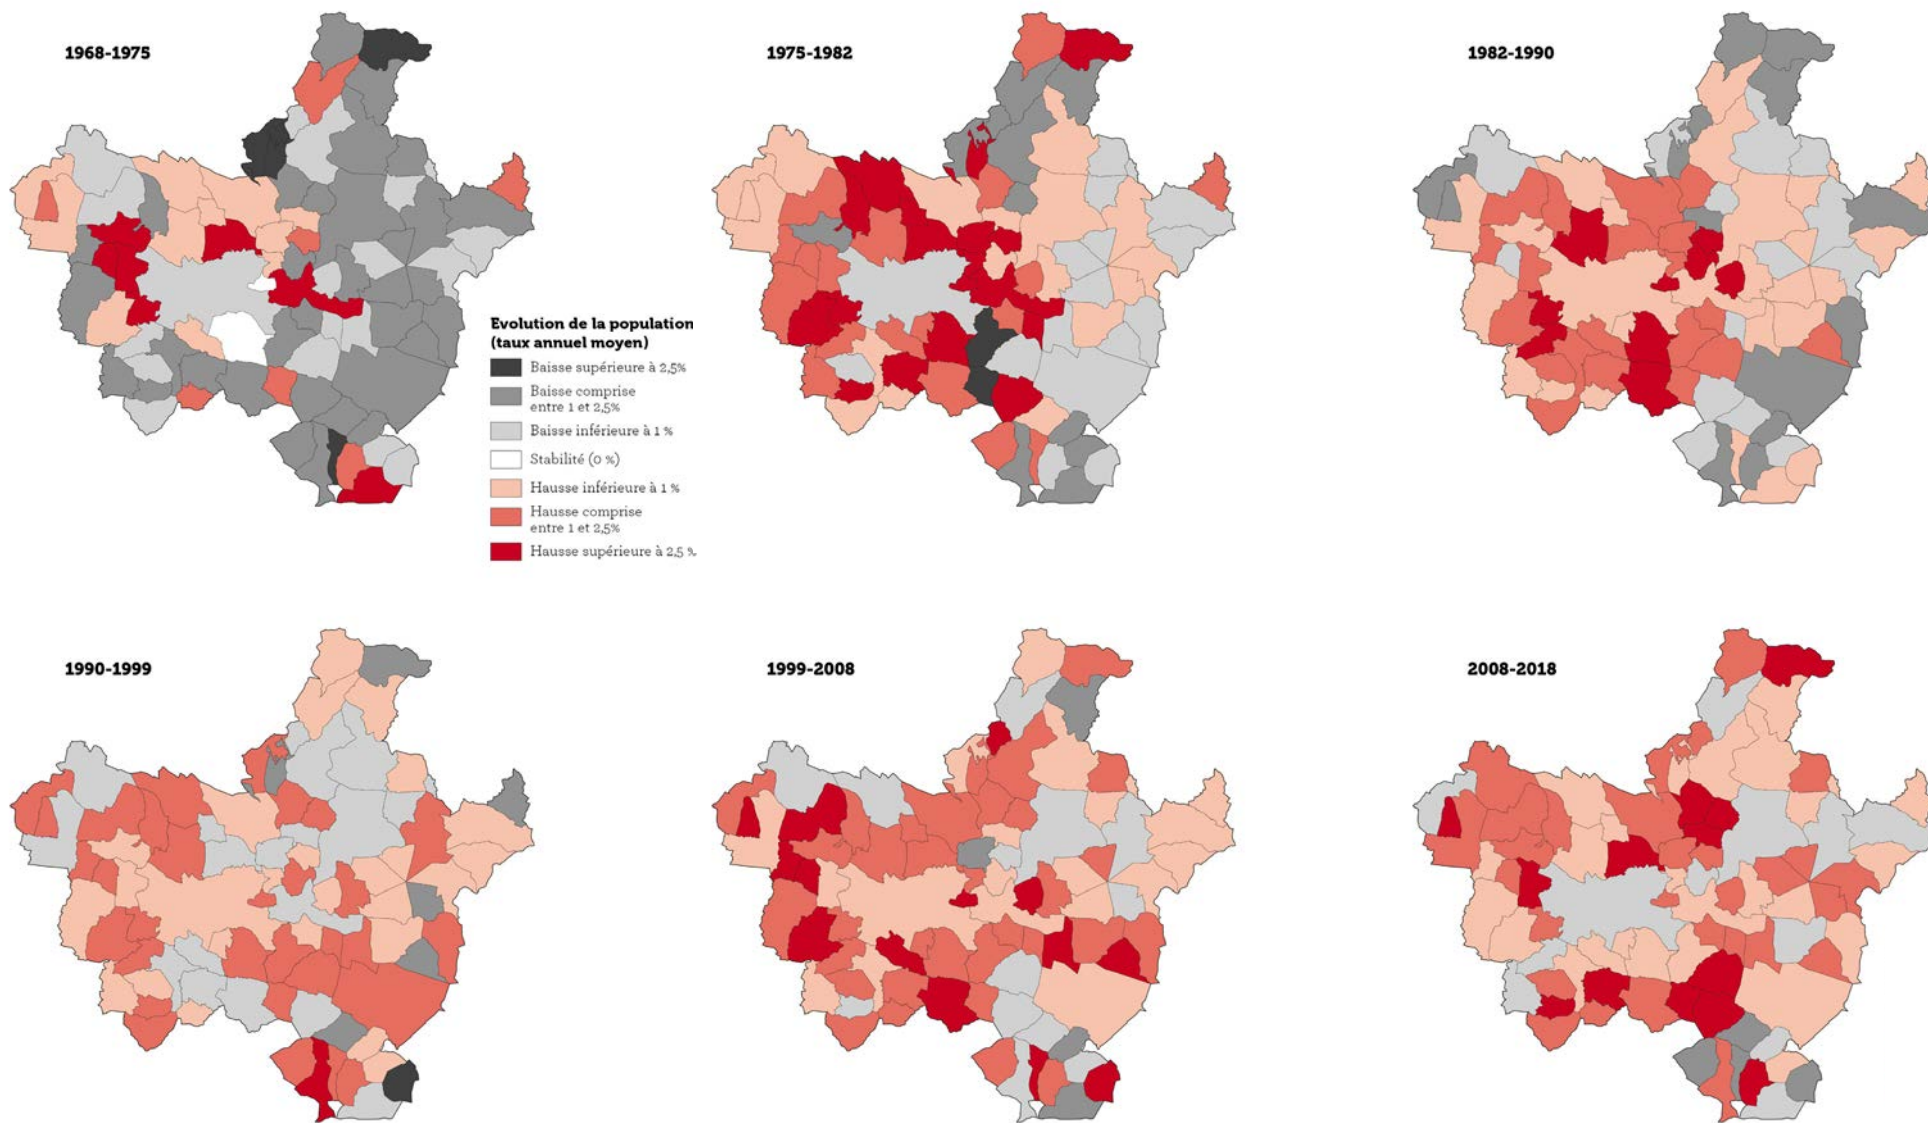 1968-1975
1975-1982
1982-1990
Evolution de la population
(taux annuel moyen)
Baisse supérieure à 2,5%
Baisse comprise
entre 1 et 2,5%
Baisse inférieure à 1 %
Stabilité (0 %)
Hausse inférieure à 1 %
Hausse comprise
entre 1 et 2,5%
Hausse supérieure à 2,5 %
1990-1999
1999-2008
2008-2018